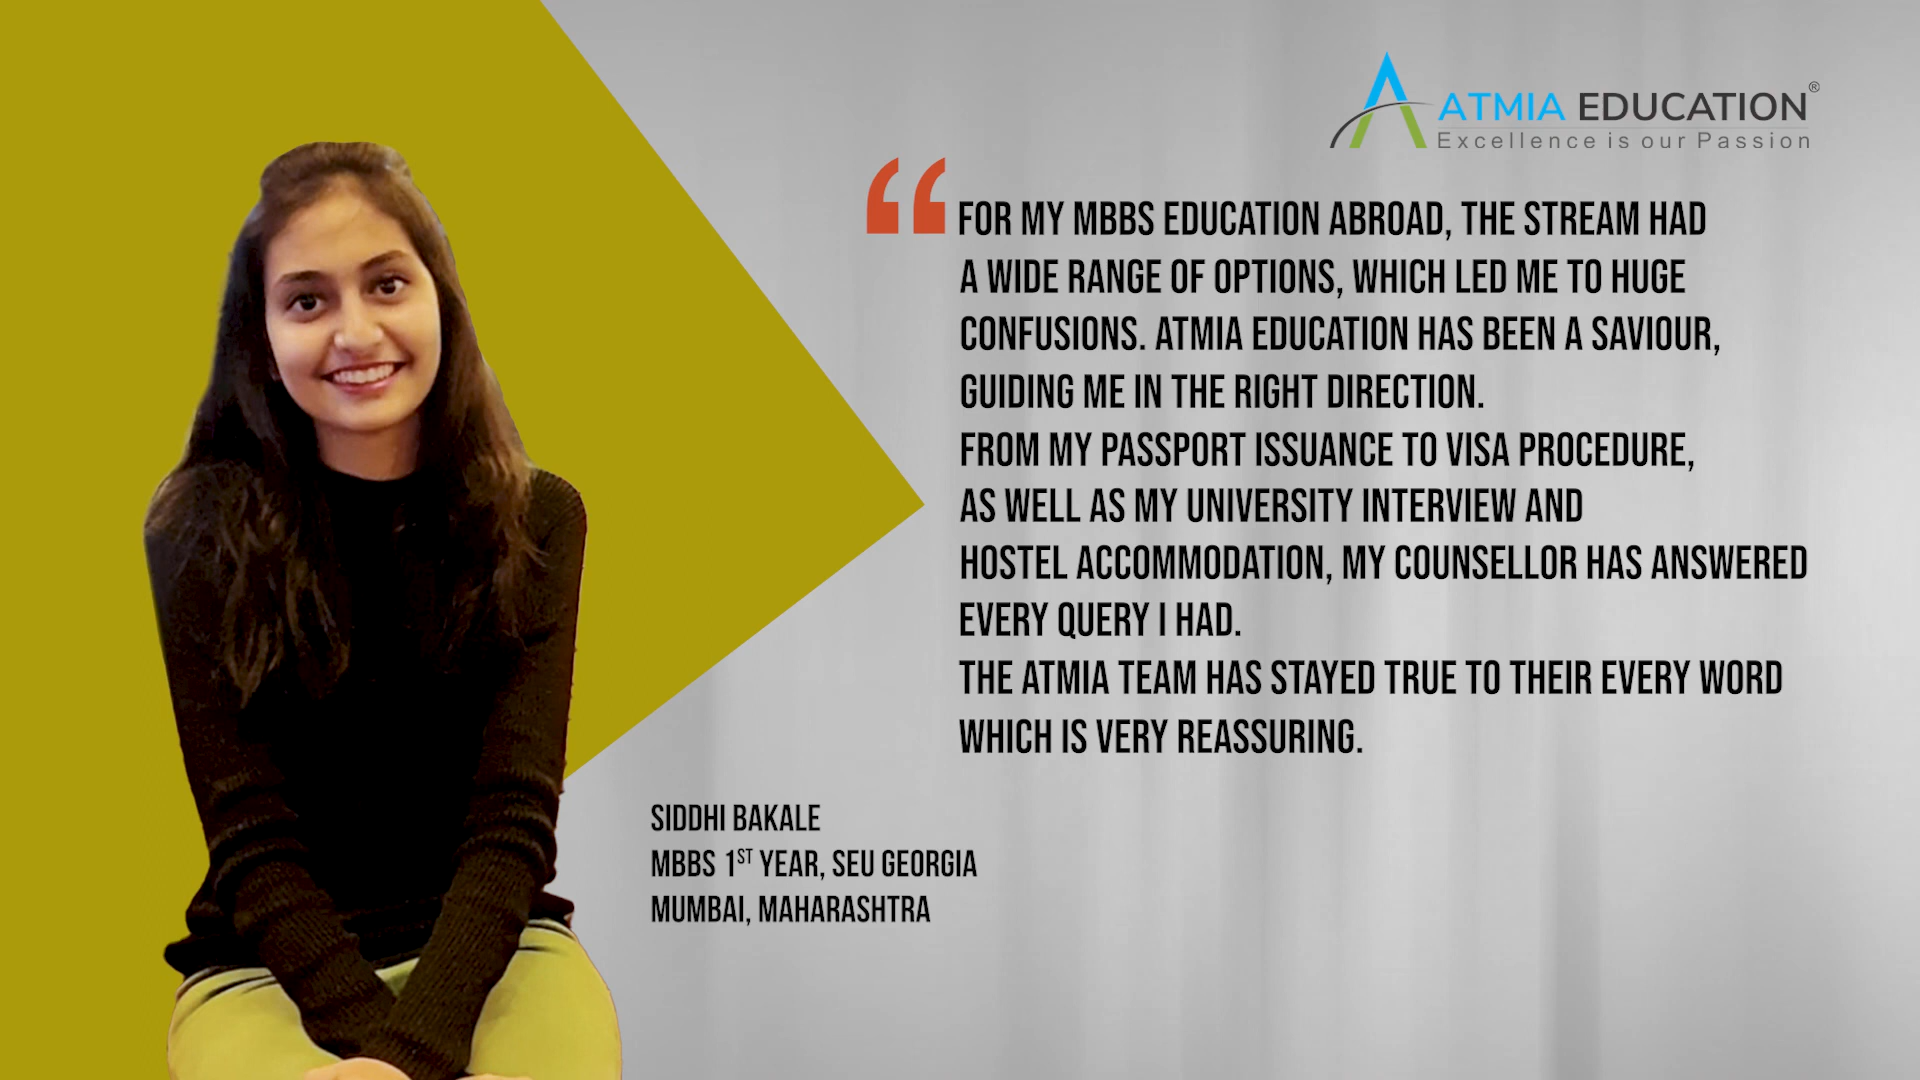 ATMIA EDUCATION®
Excellence is our Passion
“FOR MY MBBS EDUCATION ABROAD, THE STREAM HAD
A WIDE RANGE OF OPTIONS, WHICH LED ME TO HUGE
CONFUSIONS. ATMIA EDUCATION HAS BEEN A SAVIOUR,
GUIDING ME IN THE RIGHT DIRECTION.
FROM MY PASSPORT ISSUANCE TO VISA PROCEDURE,
AS WELL AS MY UNIVERSITY INTERVIEW AND
HOSTEL ACCOMMODATION, MY COUNSELLOR HAS ANSWERED
EVERY QUERY I HAD.
THE ATMIA TEAM HAS STAYED TRUE TO THEIR EVERY WORD
WHICH IS VERY REASSURING.
SIDDHI BAKALE
MBBS 1ST YEAR, SEU GEORGIA
MUMBAI, MAHARASHTRA